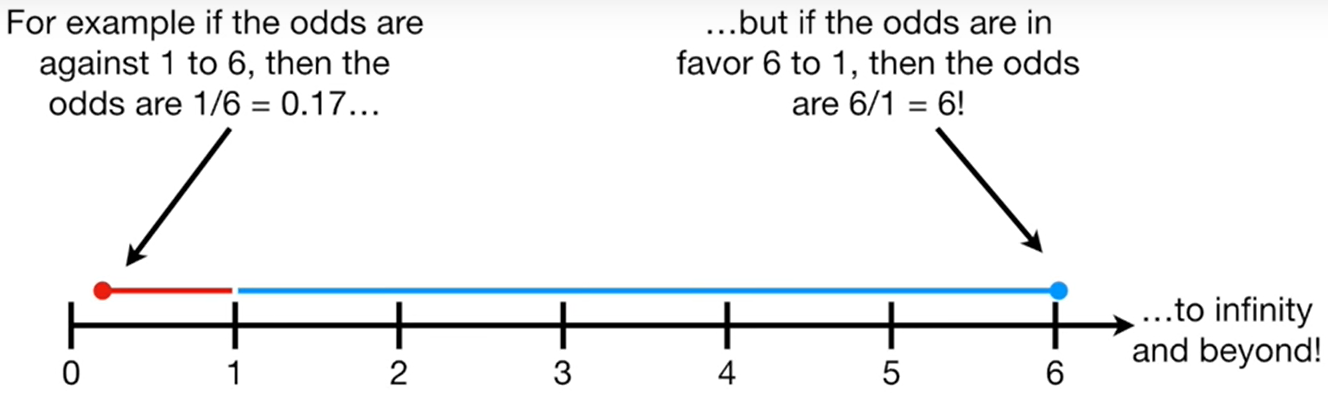 For example if the odds are
against 1 to 6, then the
odds are 1/6 = 0.17…
…but if the odds are in
favor 6 to 1, then the odds
are 6/1 = 6!
…to infinity
and beyond!
0 1 2 3 4 5 6